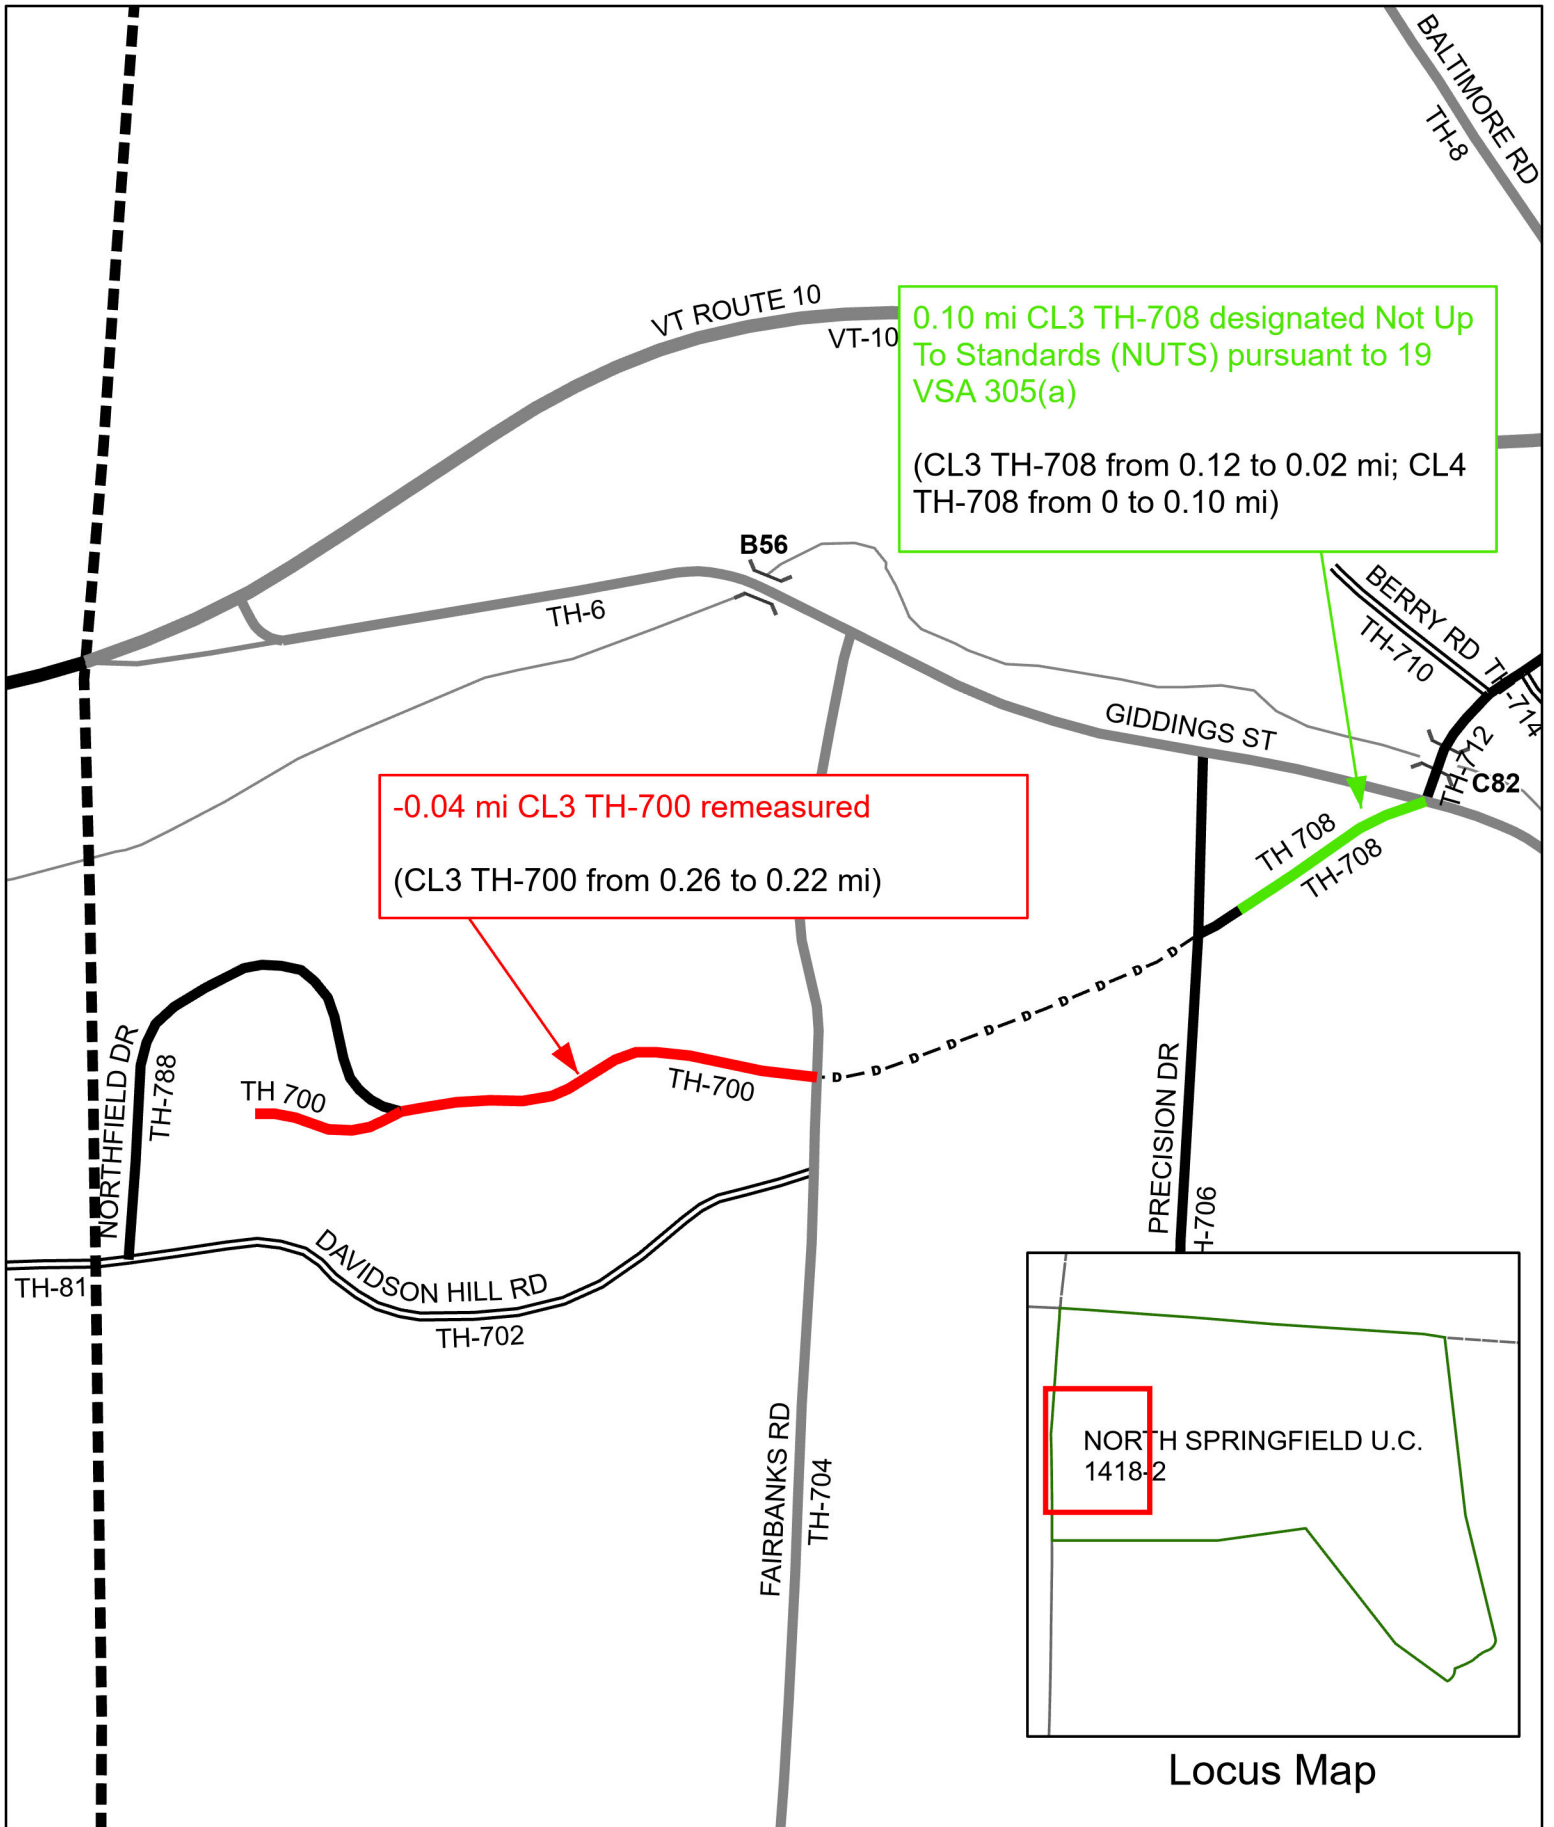 BALTIMORE RD
TH-8
VT ROUTE 10
VT-10
0.10 mi CL3 TH-708 designated Not Up
To Standards (NUTS) pursuant to 19
VSA 305(a)
(CL3 TH-708 from 0.12 to 0.02 mi; CL4
TH-708 from 0 to 0.10 mi)
B56
TH-6
BERRY RD
TH-710
TH-714
GIDDINGS ST
TH-712
C82
-0.04 mi CL3 TH-700 remeasured
(CL3 TH-700 from 0.26 to 0.22 mi)
TH 708
TH-708
D D D D D D D D D D
NORTHFIELD DR
TH-788
TH 700
TH-700
PRECISION DR
H-706
DAVIDSON HILL RD
TH-81
TH-702
FAIRBANKS RD
TH-704
NORTH SPRINGFIELD U.C.
1418-2
Locus Map